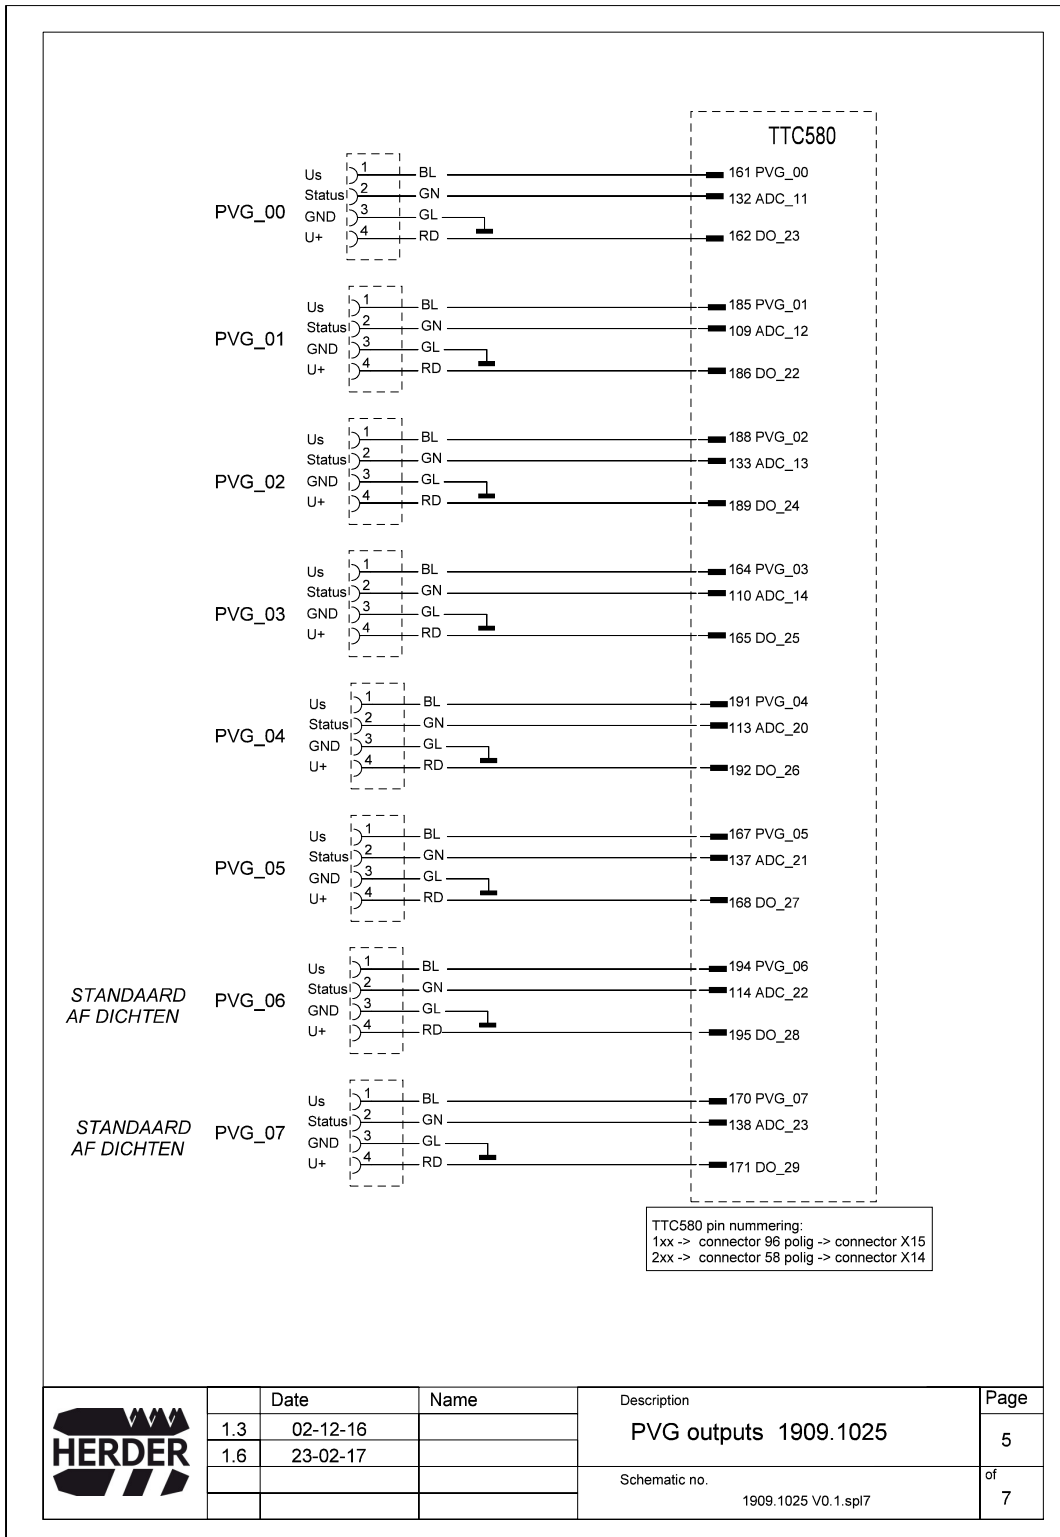 TTC580
PVG_00
Us 1 BL 161 PVG_00
Status 2 GN 132 ADC_11
GND 3 GL
U+ 4 RD 162 DO_23
PVG_01
Us 1 BL 185 PVG_01
Status 2 GN 109 ADC_12
GND 3 GL
U+ 4 RD 186 DO_22
PVG_02
Us 1 BL 188 PVG_02
Status 2 GN 133 ADC_13
GND 3 GL
U+ 4 RD 189 DO_24
PVG_03
Us 1 BL 164 PVG_03
Status 2 GN 110 ADC_14
GND 3 GL
U+ 4 RD 165 DO_25
PVG_04
Us 1 BL 191 PVG_04
Status 2 GN 113 ADC_20
GND 3 GL
U+ 4 RD 192 DO_26
PVG_05
Us 1 BL 167 PVG_05
Status 2 GN 137 ADC_21
GND 3 GL
U+ 4 RD 168 DO_27
STANDAARD
AF DICHTEN
PVG_06
Us 1 BL 194 PVG_06
Status 2 GN 114 ADC_22
GND 3 GL
U+ 4 RD 195 DO_28
STANDAARD
AF DICHTEN
PVG_07
Us 1 BL 170 PVG_07
Status 2 GN 138 ADC_23
GND 3 GL
U+ 4 RD 171 DO_29
TTC580 pin nummering:
1xx -> connector 96 polig -> connector X15
2xx -> connector 58 polig -> connector X14
HERDER
Date Name
1.3 02-12-16
1.6 23-02-17
Description
PVG outputs 1909.1025
Schematic no.
1909.1025 V0.1.spl7
Page
5
of
7